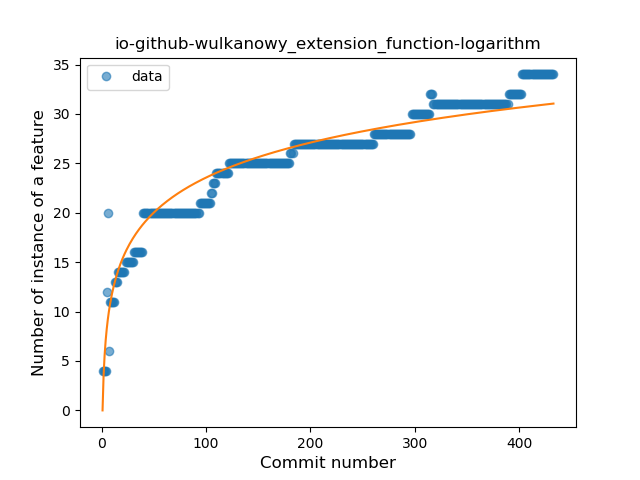 io-github-wulkanowy_extension_function-logarithm
data
Number of instance of a feature
35
30
25
20
15
10
5
0
0 100 200 300 400
Commit number